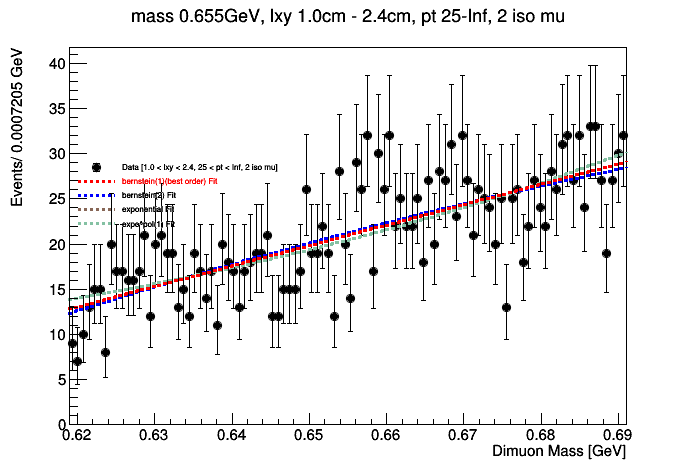 mass 0.655GeV, lxy 1.0cm - 2.4cm, pt 25-Inf, 2 iso mu
Events/ 0.0007205 GeV
40
35
30
25
20
15
10
5
0
Data [1.0 < lxy < 2.4, 25 < pt < Inf, 2 iso mu]
bernstein(1)(best order) Fit
bernstein(2) Fit
exponential Fit
expo*pol(1) Fit
0.62 0.63 0.64 0.65 0.66 0.67 0.68 0.69
Dimuon Mass [GeV]